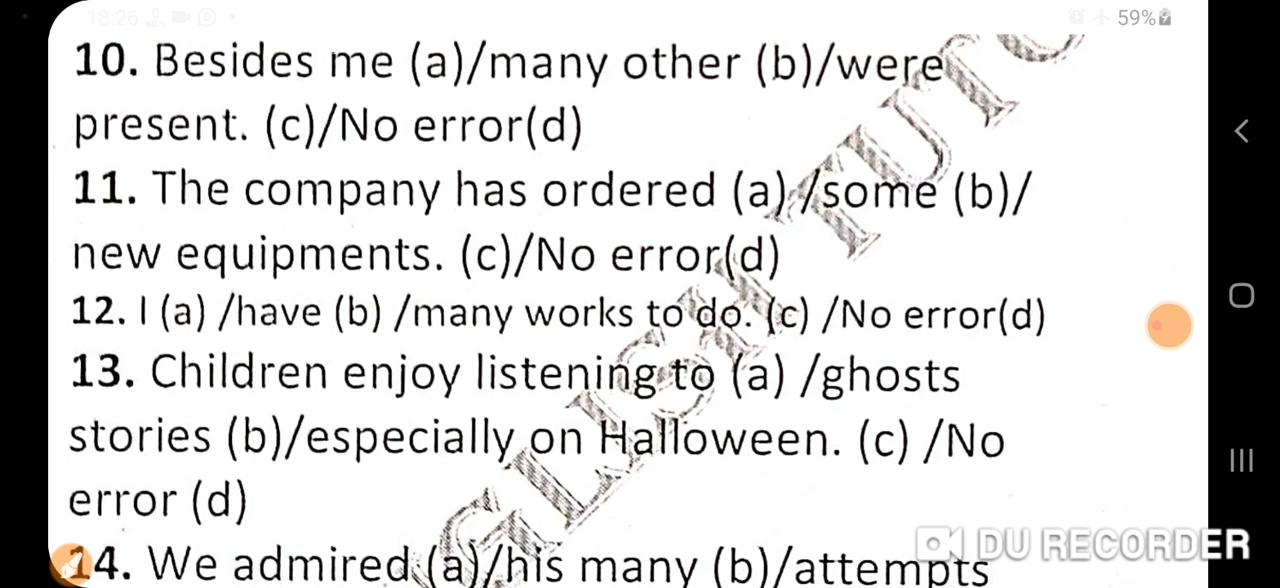 18:26
59%
10. Besides me (a)/many other (b)/were
present. (c)/No error(d)
11. The company has ordered (a) /some (b)/
new equipments. (c)/No error(d)
12. I (a) /have (b) /many works to do. (c) /No error(d)
13. Children enjoy listening to (a) /ghosts
stories (b)/especially on Halloween. (c) /No
error (d)
14. We admired (a)/his many (b)/attempts
DU RECORDER